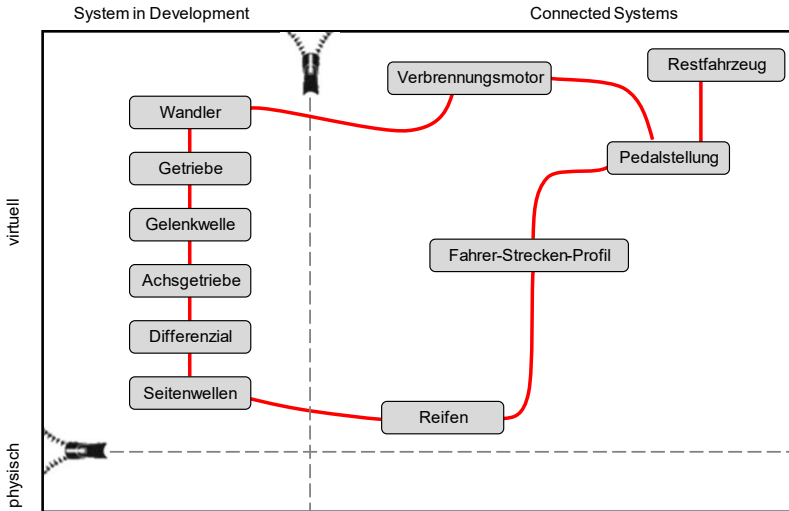 System in Development
Connected Systems
Restfahrzeug
Verbrennungsmotor
Wandler
Pedalstellung
Getriebe
Gelenkwelle
virtuell
Fahrer-Strecken-Profil
Achsgetriebe
Differenzial
Seitenwellen
Reifen
physisch